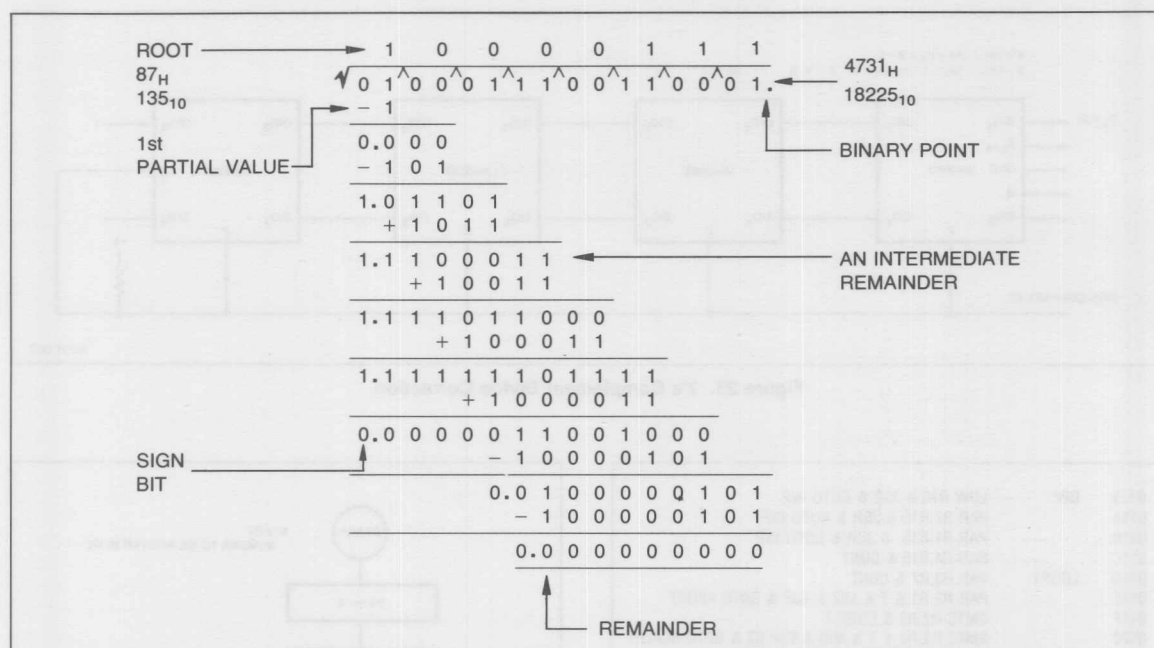 ROOT 1 0 0 0 0 1 1 1
87H
√ 0 1 ^ 0 0 ^ 0 1 ^ 1 1 ^ 0 0 ^ 1 1 ^ 0 0 ^ 0 1 .
4731H
13510
1822510
- 1
1st
PARTIAL VALUE
0.0 0 0
BINARY POINT
- 1 0 1
1.0 1 1 0 1
+ 1 0 1 1
1.1 1 0 0 0 1 1
AN INTERMEDIATE
REMAINDER
+ 1 0 0 1 1
1.1 1 1 0 1 1 0 0 0
+ 1 0 0 0 1 1
1.1 1 1 1 1 1 0 1 1 1 1
+ 1 0 0 0 0 1 1
0.0 0 0 0 0 1 1 0 0 1 0 0 0
SIGN
BIT
- 1 0 0 0 0 1 0 1
0.0 1 0 0 0 0 0 1 0 1
- 1 0 0 0 0 0 1 0 1
0.0 0 0 0 0 0 0 0 0
REMAINDER